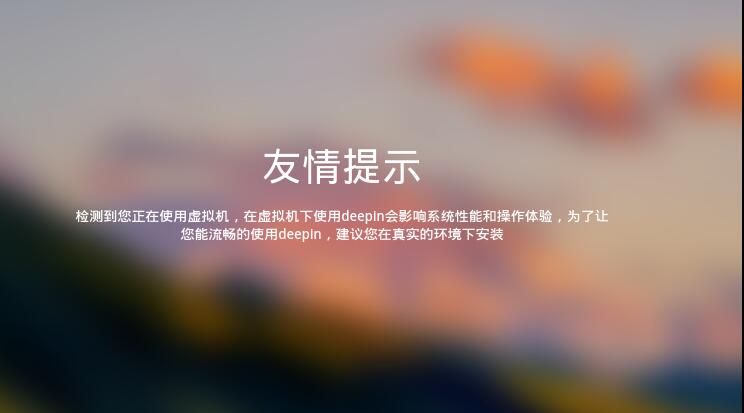 友情提示
检测到您正在使用虚拟机，在虚拟机下使用deepin会影响系统性能和操作体验，为了让
您能流畅的使用deepin，建议您在真实的环境下安装